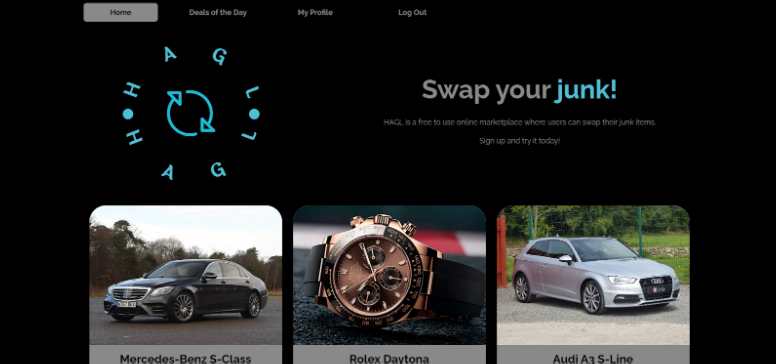 Home
Deals of the Day
My Profile
Log Out
H A G L
H A G L
Swap your junk!
HAGL is a free to use online marketplace where users can swap their junk items.
Sign up and try it today!
Mercedes-Benz S-Class
Rolex Daytona
Audi A3 S-Line